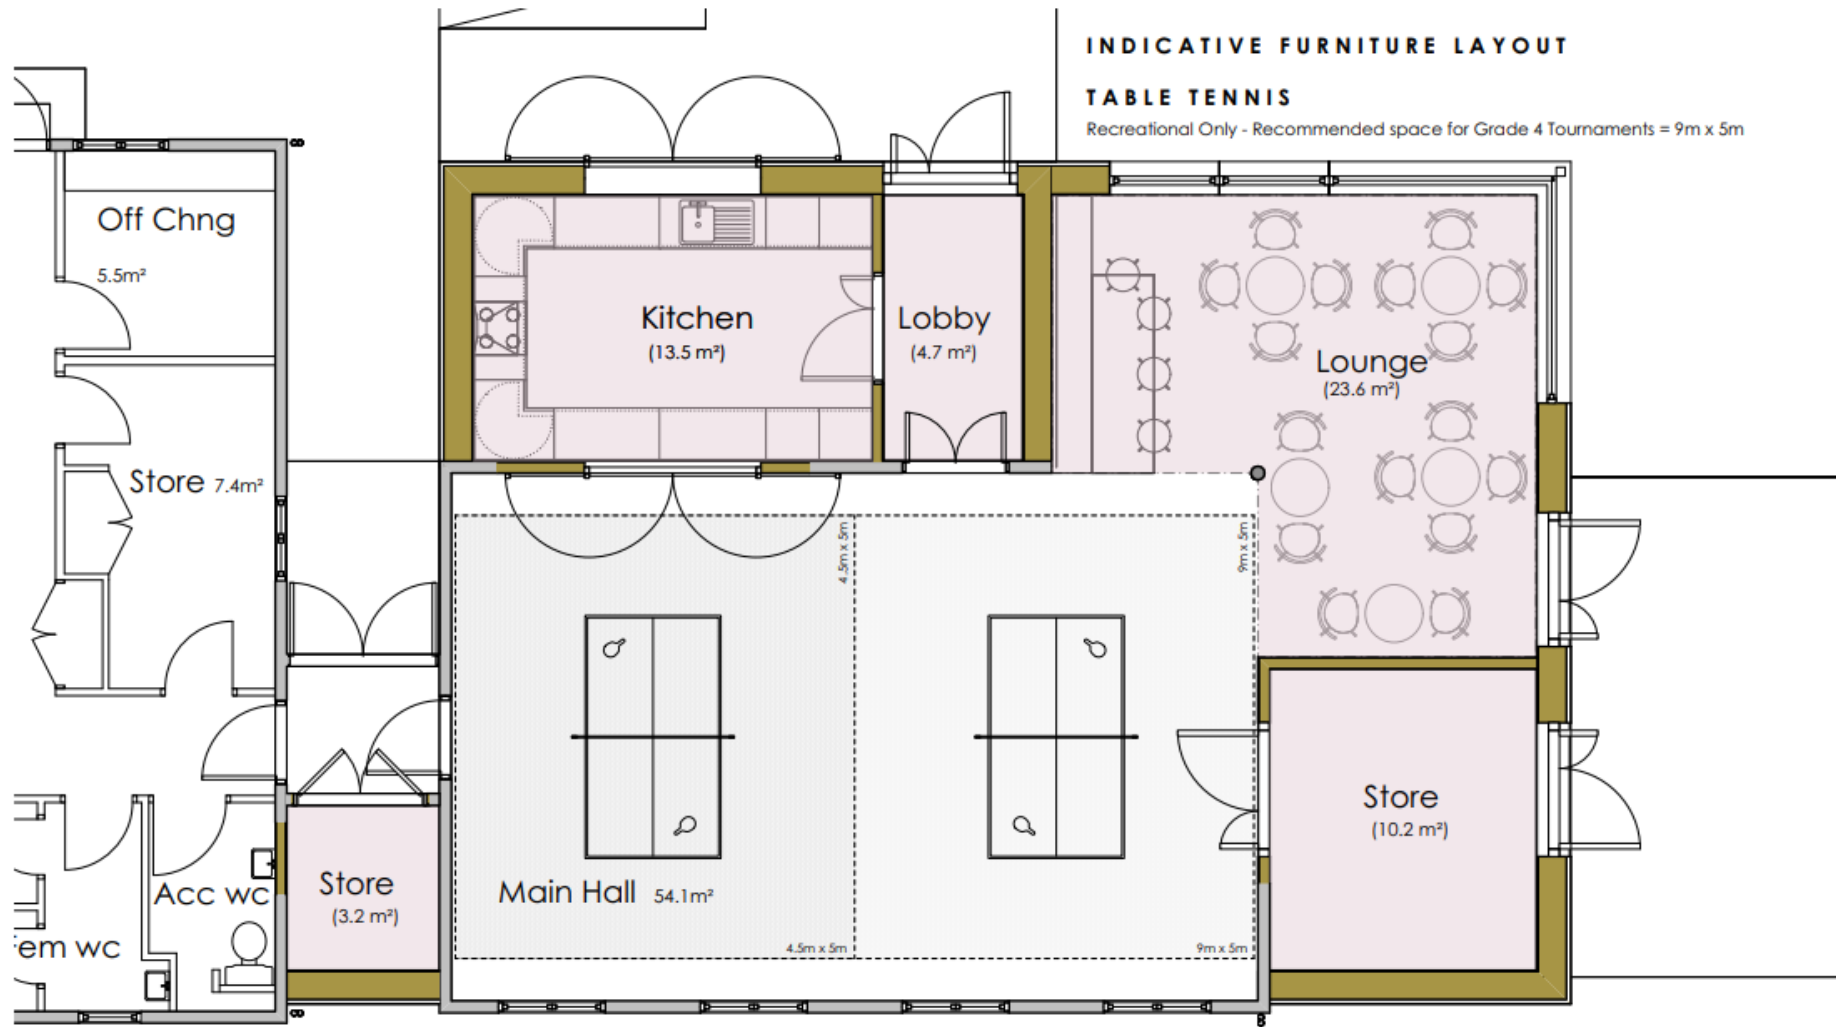 INDICATIVE FURNITURE LAYOUT
TABLE TENNIS
Recreational Only - Recommended space for Grade 4 Tournaments = 9m x 5m
Off Chng
5.5m²
Kitchen
(13.5 m²)
Lobby
(4.7 m²)
Lounge
(23.6 m²)
Store 7.4m²
4.5m x 5m
9m x 5m
Store
(10.2 m²)
Store
(3.2 m²)
Acc wc
Main Hall 54.1m²
em wc
4.5m x 5m
9m x 5m